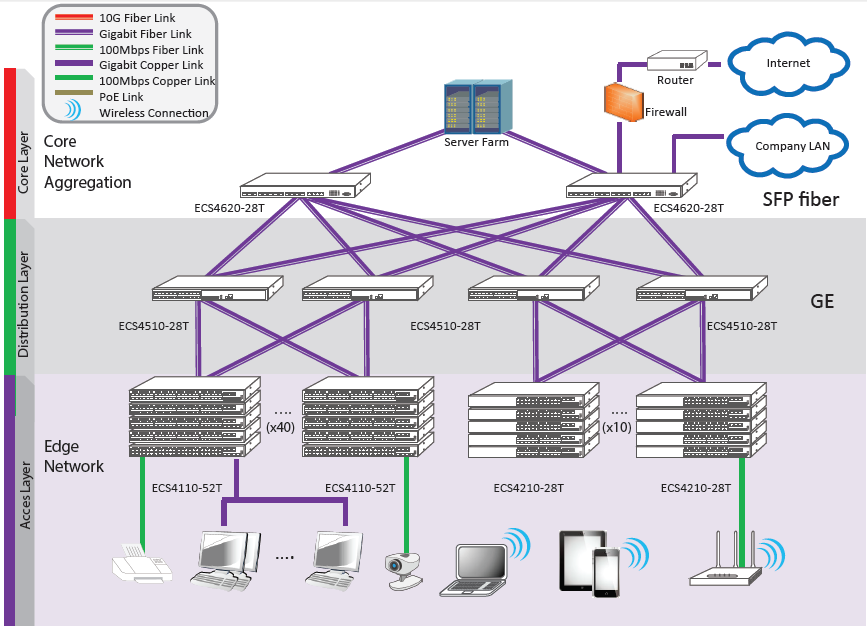 10G Fiber Link
Gigabit Fiber Link
100Mbps Fiber Link
Gigabit Copper Link
100Mbps Copper Link
PoE Link
Wireless Connection
Core Layer
Core
Network
Aggregation
Server Farm
Router
Internet
Firewall
Company LAN
SFP fiber
ECS4620-28T
ECS4620-28T
Distribution Layer
GE
ECS4510-28T
ECS4510-28T
ECS4510-28T
ECS4510-28T
Acces Layer
Edge
Network
....
(x40)
....
(x10)
ECS4110-52T
ECS4110-52T
ECS4210-28T
ECS4210-28T
....